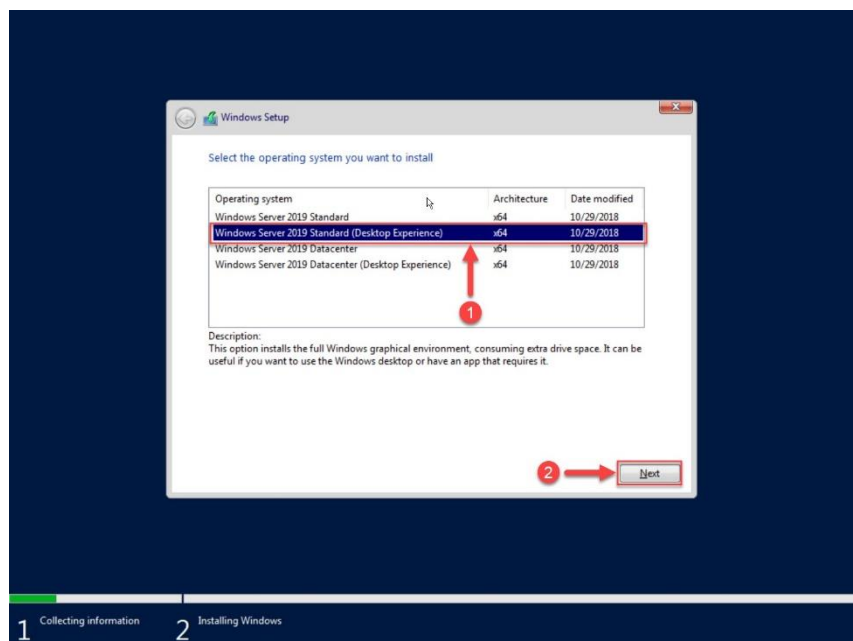 Windows Setup
Select the operating system you want to install
Operating system Architecture Date modified
Windows Server 2019 Standard x64 10/29/2018
Windows Server 2019 Standard (Desktop Experience) x64 10/29/2018
Windows Server 2019 Datacenter x64 10/29/2018
Windows Server 2019 Datacenter (Desktop Experience) x64 10/29/2018
1
Description:
This option installs the full Windows graphical environment, consuming extra drive space. It can be
useful if you want to use the Windows desktop or have an app that requires it.
2 Next
1 Collecting information 2 Installing Windows